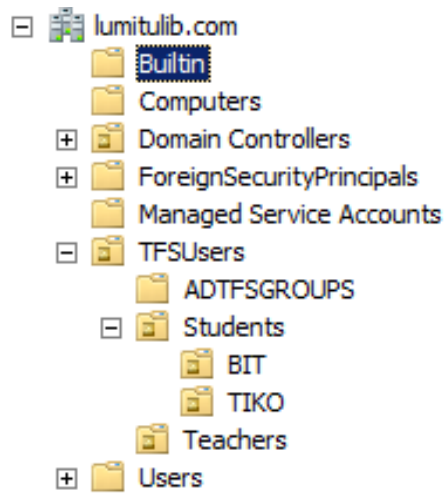 lumitulib.com
Builtin
Computers
Domain Controllers
ForeignSecurityPrincipals
Managed Service Accounts
TFSUsers
ADTFSGROUPS
Students
BIT
TIKO
Teachers
Users